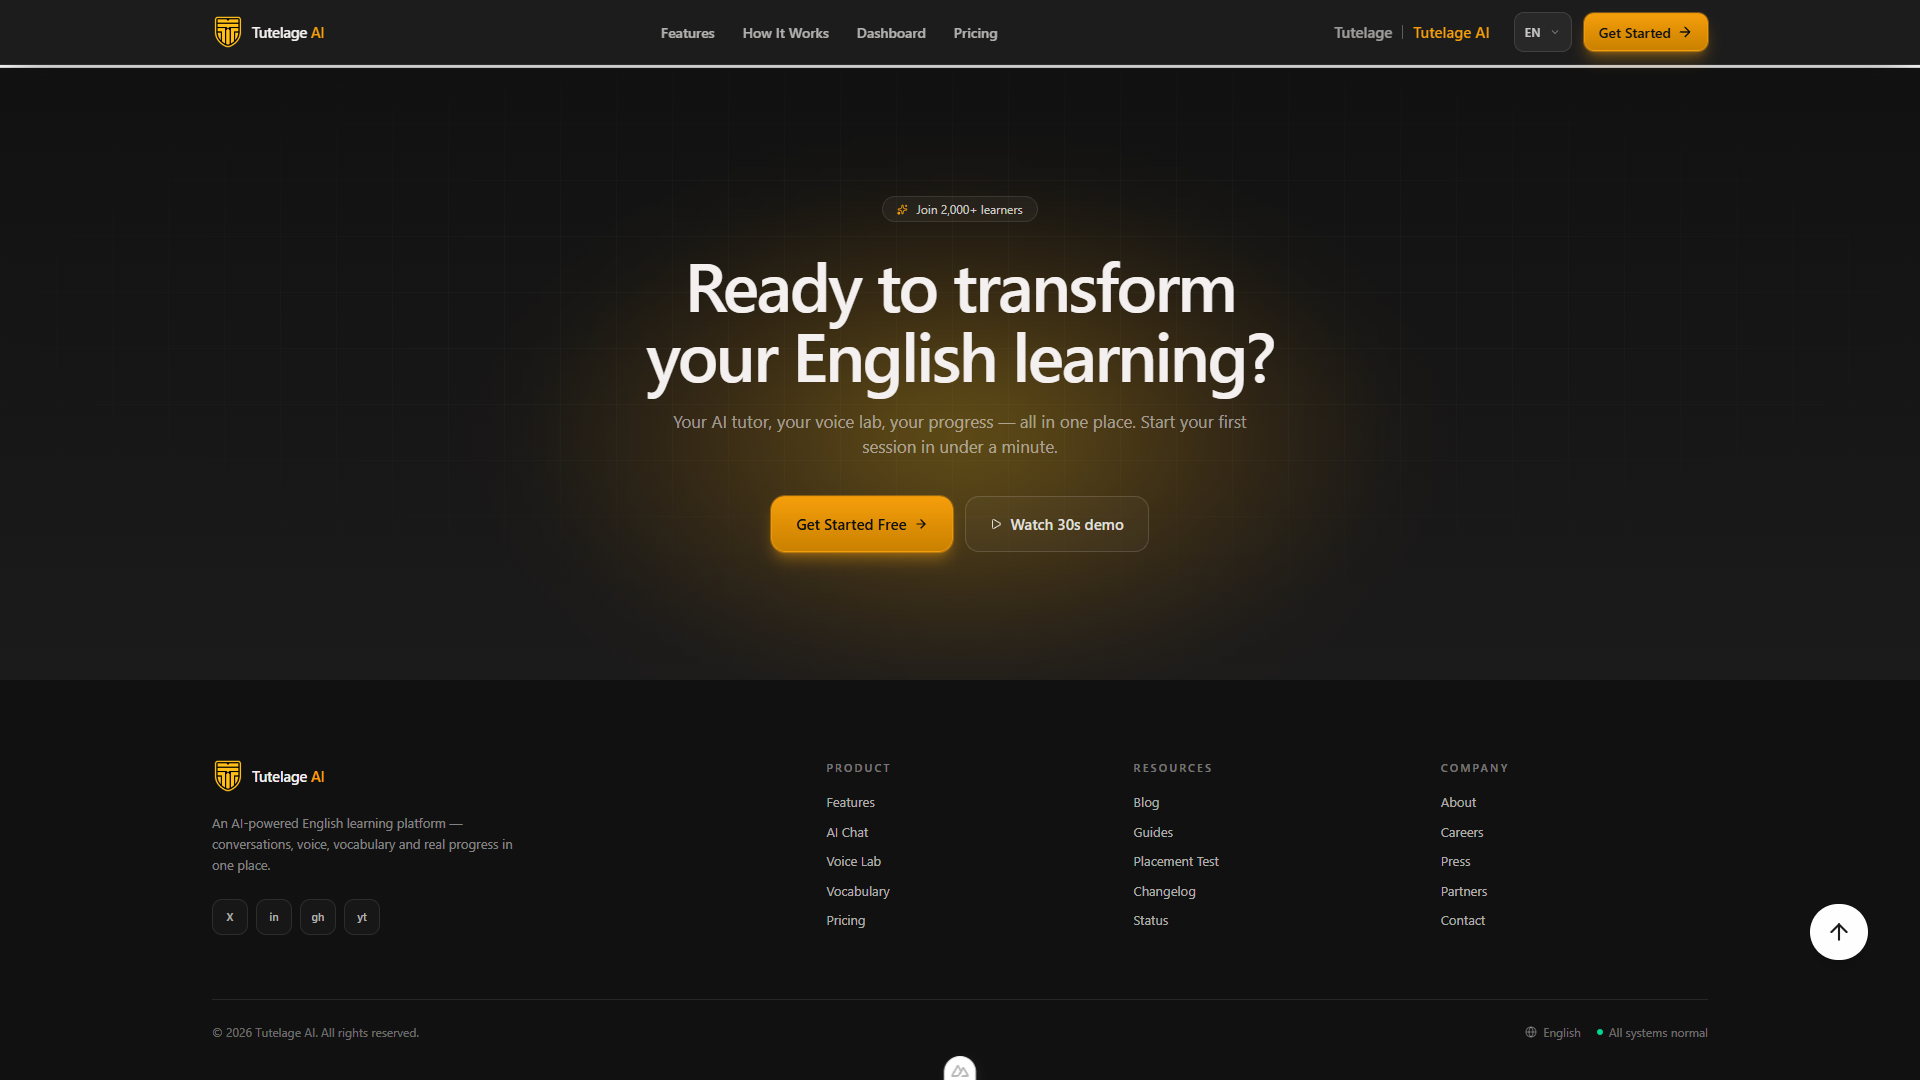 Tutelage AI
Features
How It Works
Dashboard
Pricing
Tutelage
Tutelage AI
EN
Get Started
Join 2,000+ learners
Ready to transform
your English learning?
Your AI tutor, your voice lab, your progress — all in one place. Start your first
session in under a minute.
Get Started Free
Watch 30s demo
Tutelage AI
An AI-powered English learning platform —
conversations, voice, vocabulary and real progress in
one place.
X
in
gh
yt
PRODUCT
Features
AI Chat
Voice Lab
Vocabulary
Pricing
RESOURCES
Blog
Guides
Placement Test
Changelog
Status
COMPANY
About
Careers
Press
Partners
Contact
© 2026 Tutelage AI. All rights reserved.
English
All systems normal